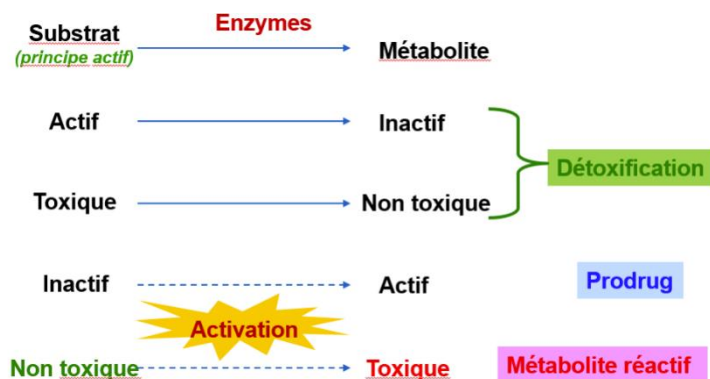 Substrat Enzymes Métabolite
(principe actif)
Actif Inactif
Détoxification
Toxique Non toxique
Inactif Actif Prodrug
Activation
Non toxique Toxique Métabolite réactif